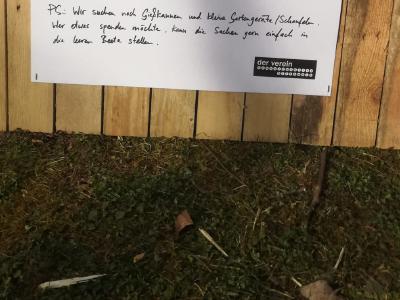 PS: Wir suchen noch Gießkannen und kleine Gartengeräte/Schaufeln.
Wer etwas spenden möchte, kann die Sachen gern einfach in
die leeren Beete stellen.
der verein